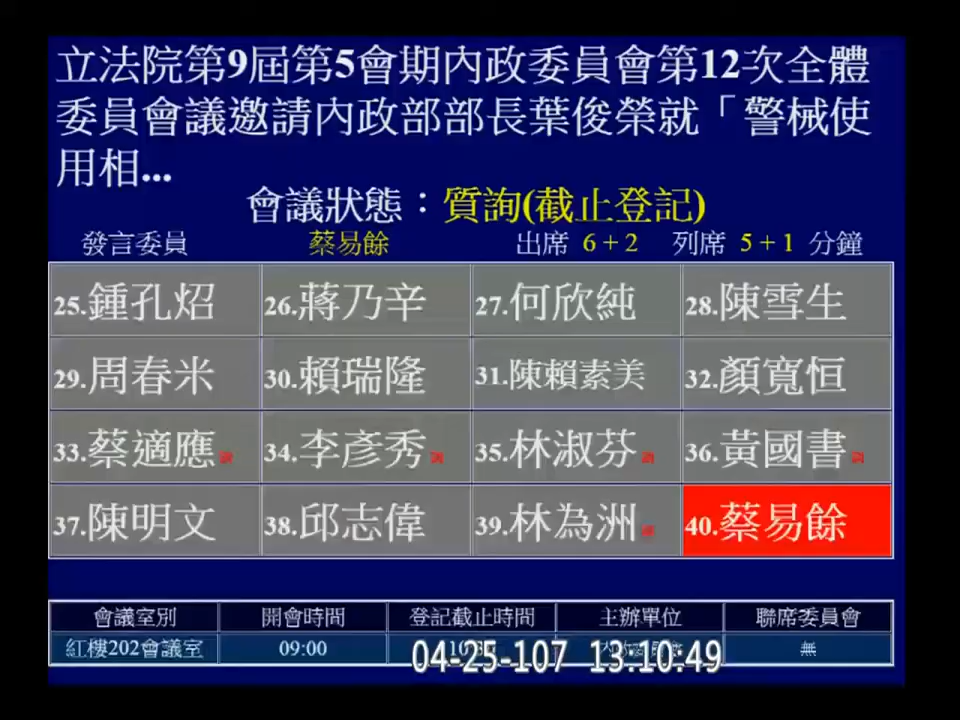 立法院第9屆第5會期內政委員會第12次全體
委員會議邀請內政部部長葉俊榮就「警械使
用相...
會議狀態：質詢(截止登記)
發言委員 蔡易餘 出席 6+2 列席 5+1 分鐘
25.鍾孔炤 26.蔣乃辛 27.何欣純 28.陳雪生
29.周春米 30.賴瑞隆 31.陳賴素美 32.顏寬恒
33.蔡適應 34.李彥秀 35.林淑芬 36.黃國書
37.陳明文 38.邱志偉 39.林為洲 40.蔡易餘
會議室別 開會時間 登記截止時間 主辦單位 聯席委員會
紅樓202會議室 09:00 無
04-25-107 13:10:49